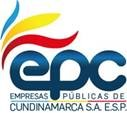 epc
EMPRESAS PÚBLICAS DE
CUNDINAMARCA S.A. E.S.P.